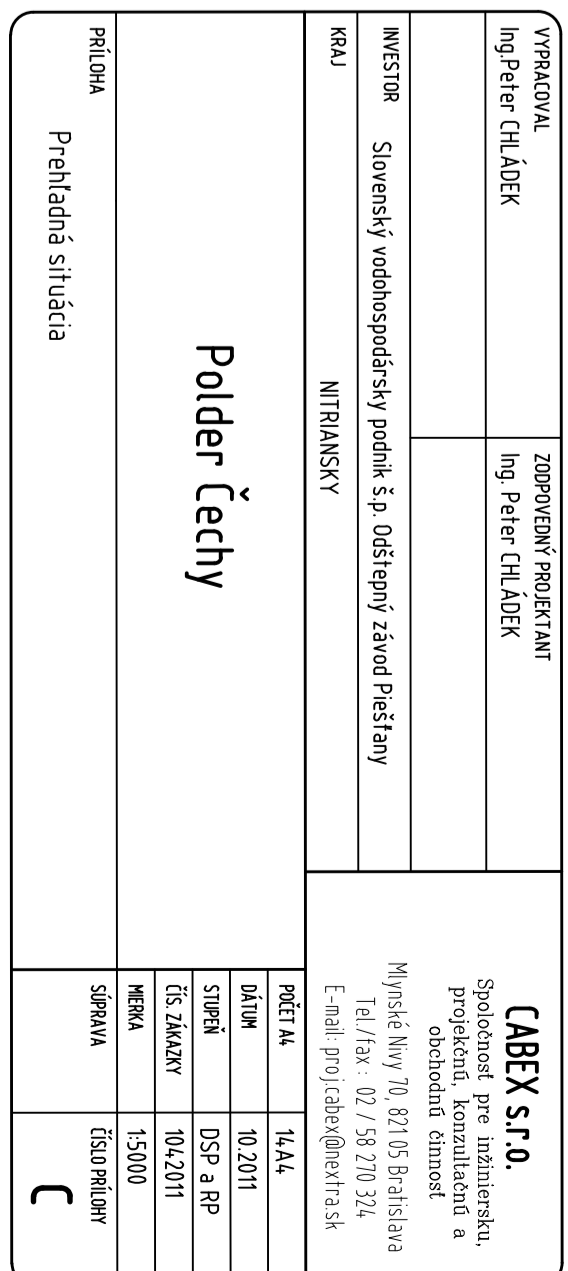 VYPRACOVAL
Ing.Peter CHLÁDEK
ZODPOVEDNÝ PROJEKTANT
Ing. Peter CHLÁDEK
CABEX s.r.o.
Spoločnosť pre inžiniersku,
projekčnú, konzultačnú a
obchodnú činnosť
Mlynské Nivy 70, 821 05 Bratislava
Tel./fax : 02 / 58 270 324
E-mail: proj.cabex@nextra.sk
INVESTOR Slovenský vodohospodársky podnik š.p. Odštepný závod Piešťany
KRAJ NITRIANSKY
Polder Čechy
POČET A4 14A4
DÁTUM 10.2011
STUPEŇ DSP a RP
ČÍS. ZÁKAZKY 104.2011
MIERKA 1:5000
PRÍLOHA
Prehľadná situácia
SÚPRAVA
ČÍSLO PRÍLOHY
C